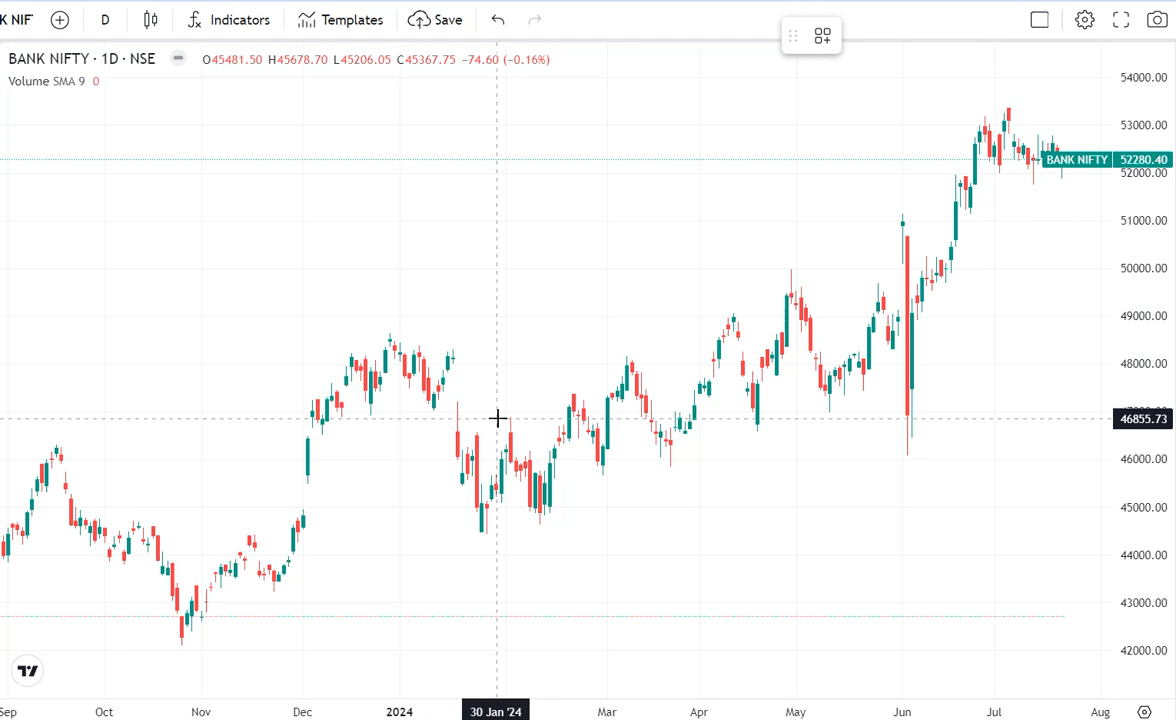 K NIF D Indicators Templates Save
BANK NIFTY · 1D · NSE O45481.50 H45678.70 L45206.05 C45367.75 −74.60 (−0.16%)
Volume SMA 9 0
54000.00
53000.00
BANK NIFTY 52280.40
52000.00
51000.00
50000.00
49000.00
48000.00
46855.73
46000.00
45000.00
44000.00
43000.00
42000.00
Sep Oct Nov Dec 2024 30 Jan '24 Mar Apr May Jun Jul Aug